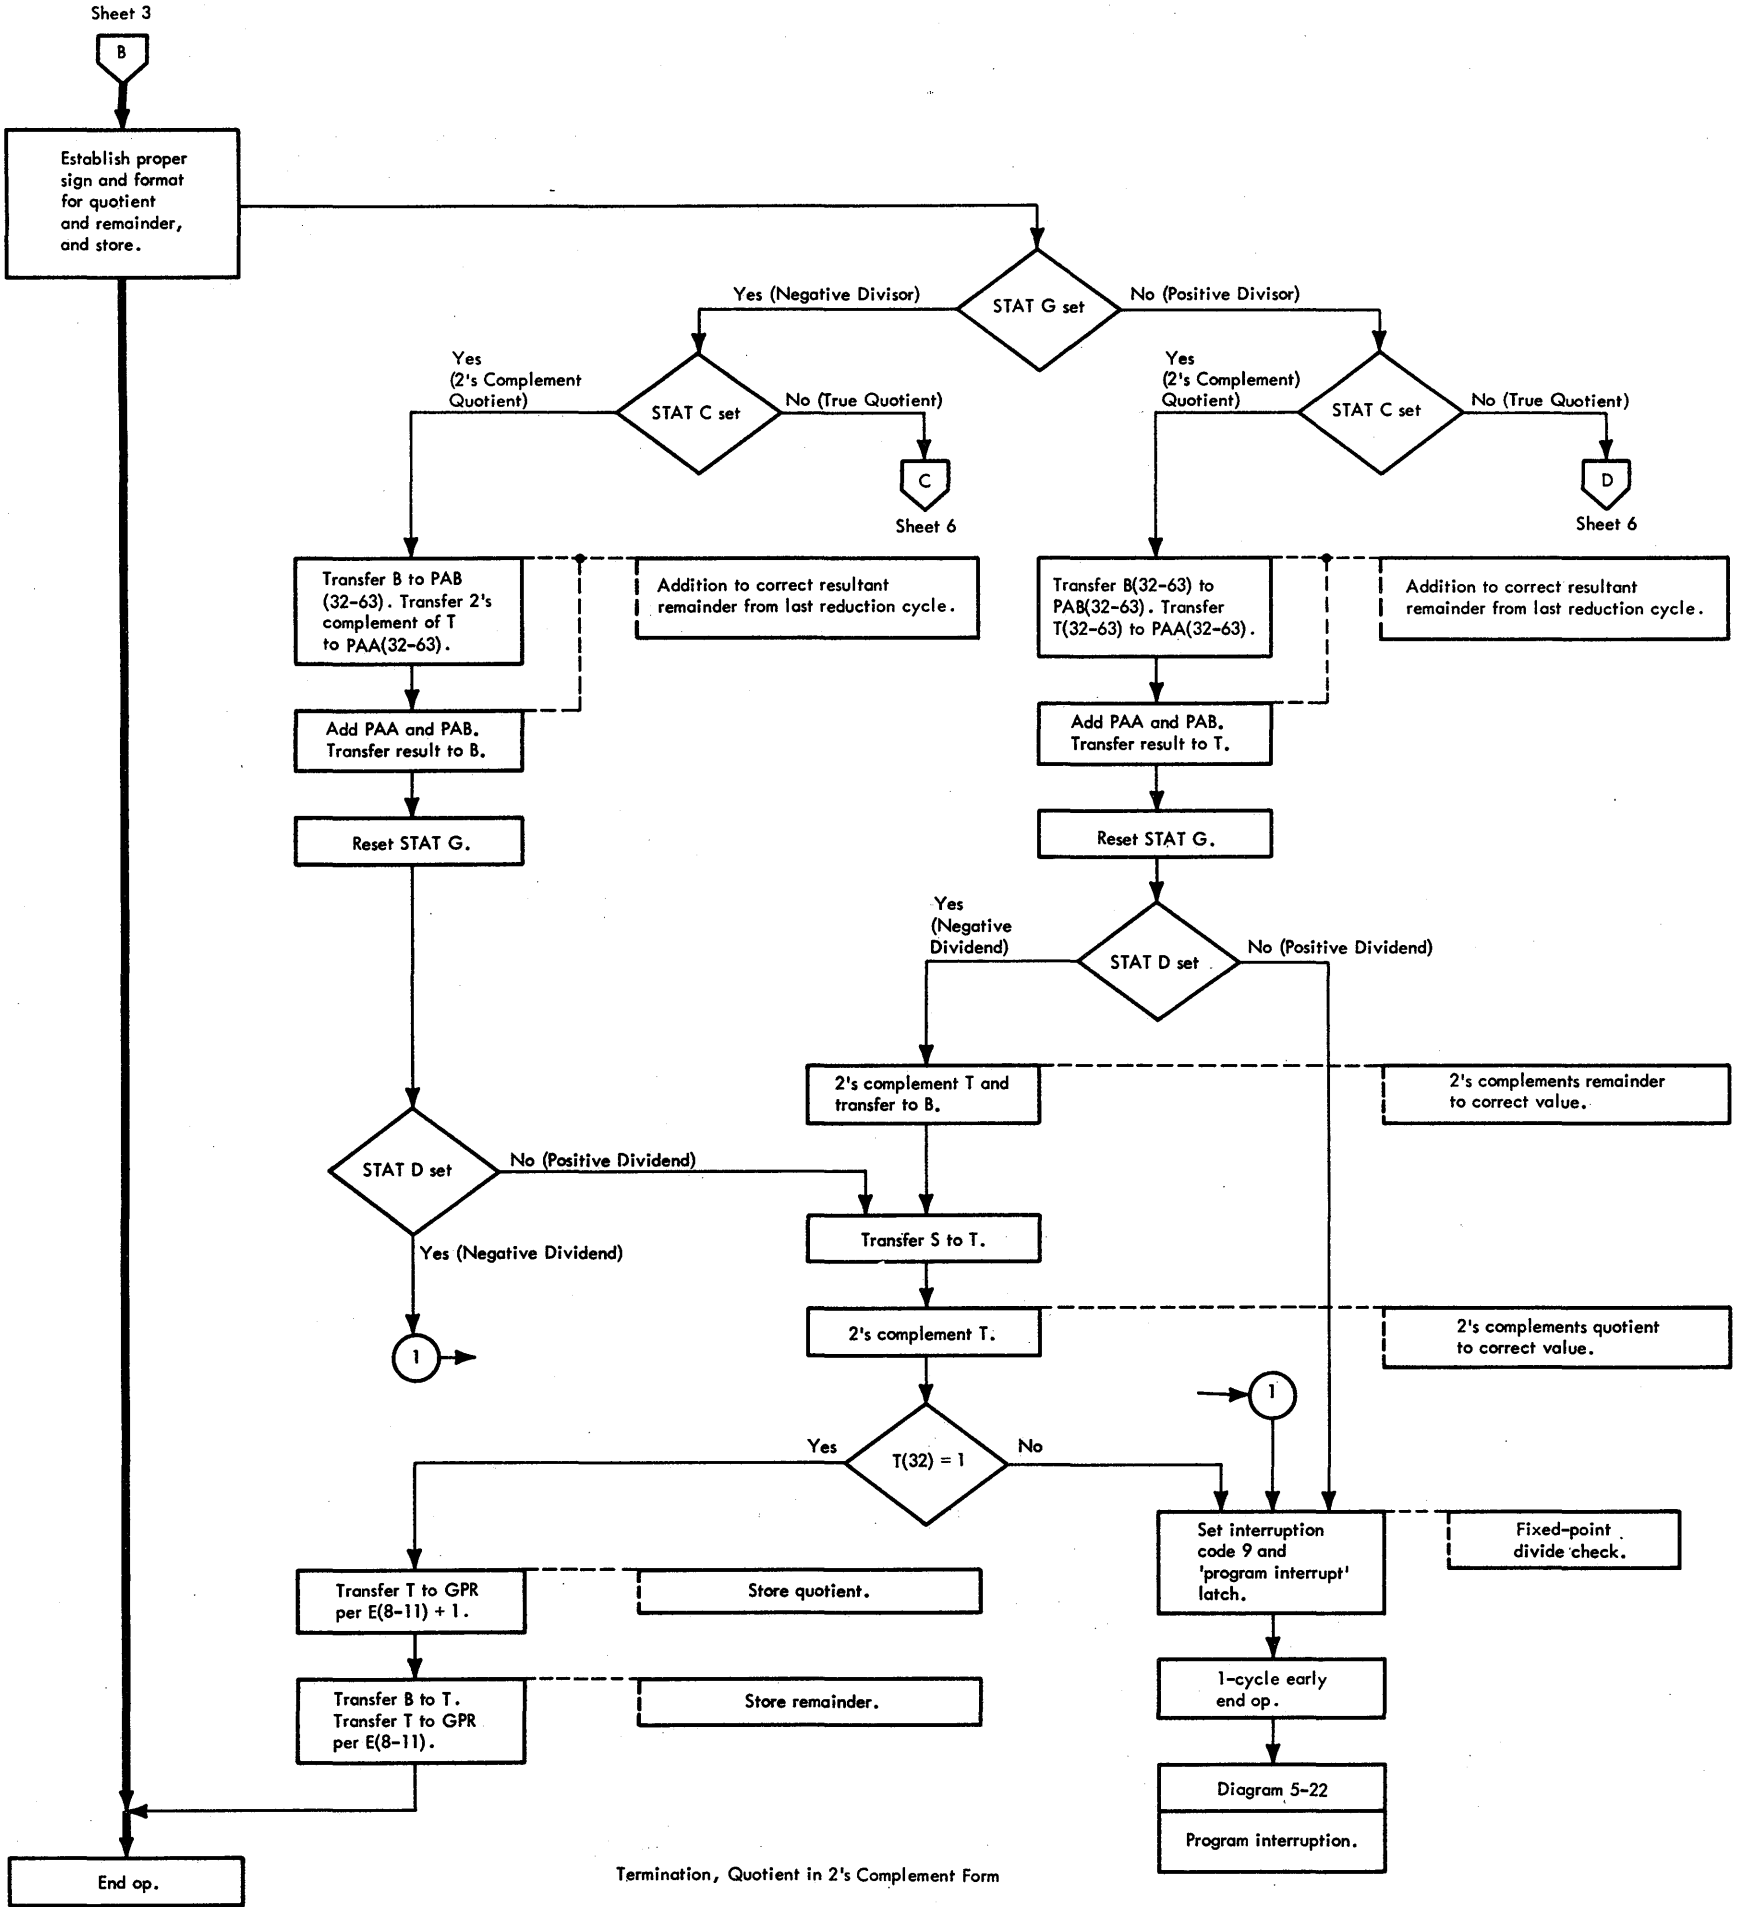 Sheet 3
B
Establish proper
sign and format
for quotient
and remainder,
and store.
STAT G set
Yes (Negative Divisor)
No (Positive Divisor)
Yes
(2's Complement
Quotient)
STAT C set
No (True Quotient)
C
Sheet 6
Yes
(2's Complement)
Quotient)
STAT C set
No (True Quotient)
D
Sheet 6
Transfer B to PAB
(32-63). Transfer 2's
complement of T
to PAA(32-63).
Addition to correct resultant
remainder from last reduction cycle.
Transfer B(32-63) to
PAB(32-63). Transfer
T(32-63) to PAA(32-63).
Addition to correct resultant
remainder from last reduction cycle.
Add PAA and PAB.
Transfer result to B.
Add PAA and PAB.
Transfer result to T.
Reset STAT G.
Reset STAT G.
Yes
(Negative
Dividend)
STAT D set
No (Positive Dividend)
2's complement T and
transfer to B.
2's complements remainder
to correct value.
STAT D set
No (Positive Dividend)
Yes (Negative Dividend)
Transfer S to T.
1
2's complement T.
2's complements quotient
to correct value.
1
Yes
T(32) = 1
No
Set interruption
code 9 and
'program interrupt'
latch.
Fixed-point
divide check.
Transfer T to GPR
per E(8-11) + 1.
Store quotient.
1-cycle early
end op.
Transfer B to T.
Transfer T to GPR
per E(8-11).
Store remainder.
Diagram 5-22
Program interruption.
End op.
Termination, Quotient in 2's Complement Form